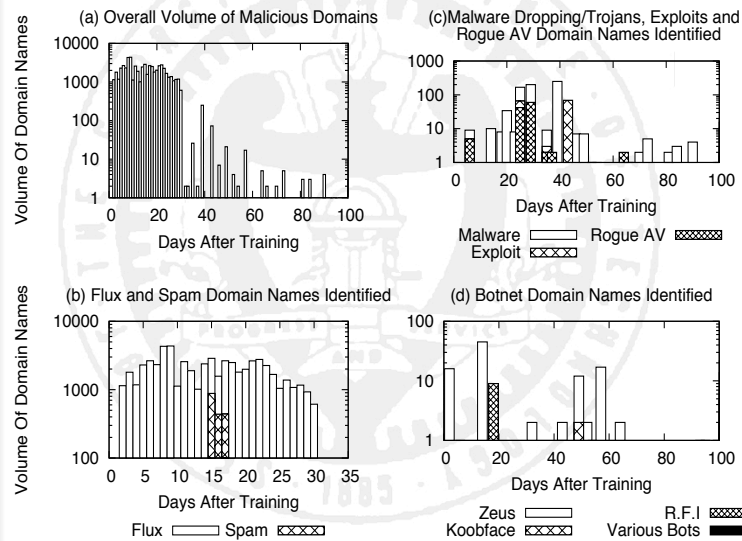 (a) Overall Volume of Malicious Domains
Volume Of Domain Names
10000
1000
100
10
1
0 20 40 60 80 100
Days After Training
(c)Malware Dropping/Trojans, Exploits and
Rogue AV Domain Names Identified
1000
100
10
1
0 20 40 60 80 100
Days After Training
Malware Rogue AV
Exploit
(b) Flux and Spam Domain Names Identified
Volume Of Domain Names
10000
1000
100
0 5 10 15 20 25 30 35
Days After Training
Flux Spam
(d) Botnet Domain Names Identified
100
10
1
0 20 40 60 80 100
Days After Training
Zeus R.F.I
Koobface Various Bots
PROGRESS AND SERVICE
1885